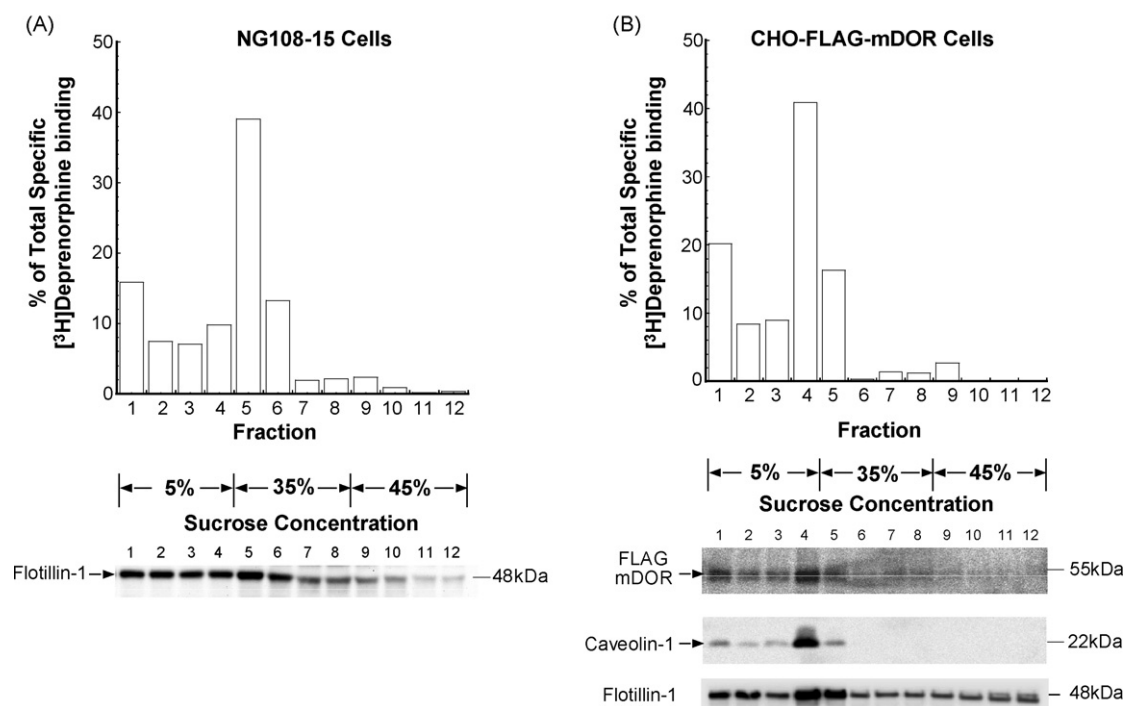 (A)
NG108-15 Cells
50
40
30
20
10
0
% of Total Specific
[³H]Deprenorphine binding
1 2 3 4 5 6 7 8 9 10 11 12
Fraction
5% 35% 45%
Sucrose Concentration
1 2 3 4 5 6 7 8 9 10 11 12
Flotillin-1 48kDa
(B)
CHO-FLAG-mDOR Cells
50
40
30
20
10
0
% of Total Specific
[³H]Deprenorphine binding
1 2 3 4 5 6 7 8 9 10 11 12
Fraction
5% 35% 45%
Sucrose Concentration
1 2 3 4 5 6 7 8 9 10 11 12
FLAG
mDOR 55kDa
Caveolin-1 22kDa
Flotillin-1 48kDa